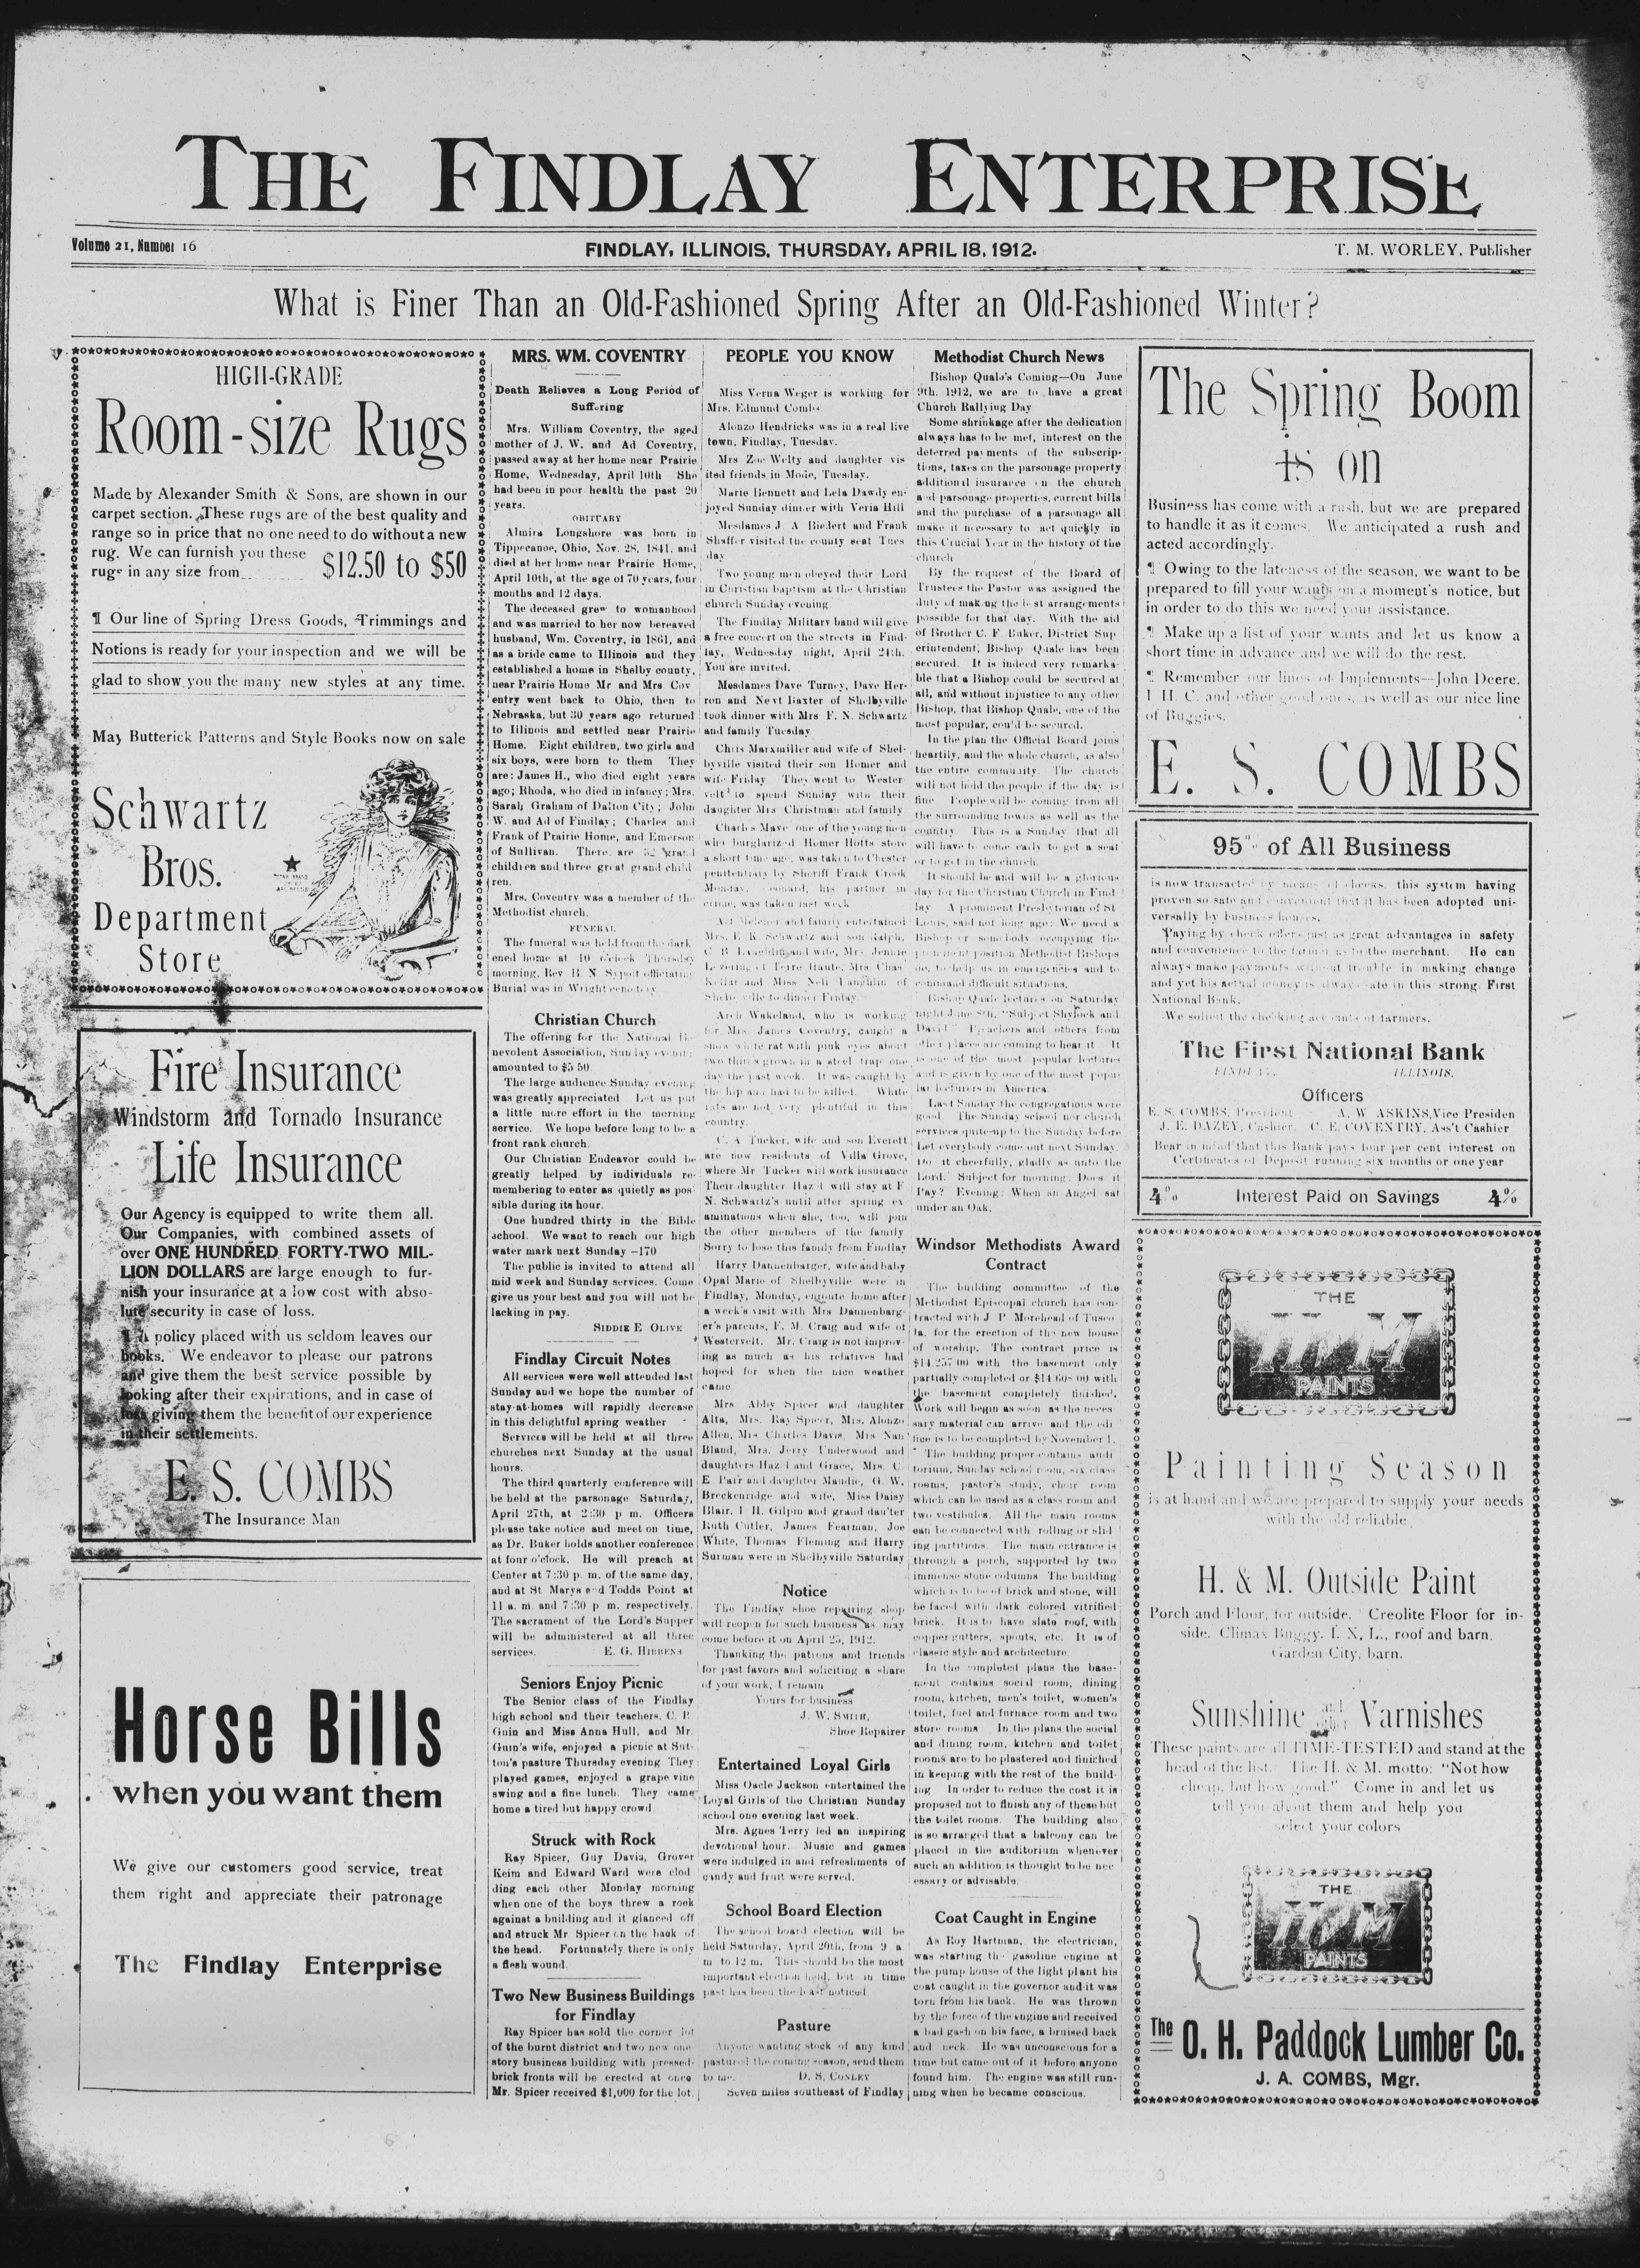 THE FINDLAY ENTERPRISE
Volume 21, Number 16
FINDLAY, ILLINOIS, THURSDAY, APRIL 18, 1912.
T. M. WORLEY, Publisher
What is Finer Than an Old-Fashioned Spring After an Old-Fashioned Winter?
HIGH-GRADE
Room-size Rugs
Made by Alexander Smith & Sons, are shown in our
carpet section. These rugs are of the best quality and
range so in price that no one need to do without a new
rug. We can furnish you these
rugs in any size from
$12.50 to $50
¶ Our line of Spring Dress Goods, Trimmings and
Notions is ready for your inspection and we will be
glad to show you the many new styles at any time.
May Butterick Patterns and Style Books now on sale
Schwartz
Bros.
Department
Store
Fire Insurance
Windstorm and Tornado Insurance
Life Insurance
Our Agency is equipped to write them all.
Our Companies, with combined assets of
over ONE HUNDRED FORTY-TWO MIL-
LION DOLLARS are large enough to fur-
nish your insurance at a low cost with abso-
lute security in case of loss.
¶ A policy placed with us seldom leaves our
books. We endeavor to please our patrons
and give them the best service possible by
looking after their expirations, and in case of
loss giving them the benefit of our experience
in their settlements.
E. S. COMBS
The Insurance Man
Horse Bills
when you want them
We give our customers good service, treat
them right and appreciate their patronage
The Findlay Enterprise
MRS. WM. COVENTRY
Death Relieves a Long Period of
Suffering
Mrs. William Coventry, the aged
mother of J. W. and Ad Coventry,
passed away at her home near Prairie
Home, Wednesday, April 10th She
had been in poor health the past 20
years.
OBITUARY
Almira Longshore was born in
Tippecanoe, Ohio, Nov. 28, 1841, and
died at her home near Prairie Home,
April 10th, at the age of 70 years, four
months and 12 days.
The deceased grew to womanhood
and was married to her now bereaved
husband, Wm. Coventry, in 1861, and
as a bride came to Illinois and they
established a home in Shelby county,
near Prairie Home Mr and Mrs Cov
entry went back to Ohio, then to
Nebraska, but 30 years ago returned
to Illinois and settled near Prairie
Home. Eight children, two girls and
six boys, were born to them They
are: James H., who died eight years
ago; Rhoda, who died in infancy; Mrs.
Sarah Graham of Dalton City; John
W. and Ad of Findlay; Charles and
Frank of Prairie Home, and Emerson
of Sullivan. There are 32 grand
children and three great grand child
ren.
Mrs. Coventry was a member of the
Methodist church.
FUNERAL
The funeral was held from the dark
ened home at 10 o'clock Thursday
morning, Rev B. N Sypolt officiating
Burial was in Wright cemetery
Christian Church
The offering for the National Be
nevolent Association, Sunday evening
amounted to $5 50
The large audience Sunday evening
was greatly appreciated Let us put
a little more effort in the morning
service. We hope before long to be a
front rank church.
Our Christian Endeavor could be
greatly helped by individuals re-
membering to enter as quietly as pos
sible during its hour.
One hundred thirty in the Bible
school. We want to reach our high
water mark next Sunday —170
The public is invited to attend all
mid week and Sunday services. Come
give us your best and you will not be
lacking in pay.
SIDDIE E OLIVE
Findlay Circuit Notes
All services were well attended last
Sunday and we hope the number of
stay-at-homes will rapidly decrease
in this delightful spring weather
Services will be held at all three
churches next Sunday at the usual
hours.
The third quarterly conference will
be held at the parsonage Saturday,
April 27th, at 2:30 p m. Officers
please take notice and meet on time,
as Dr. Baker holds another conference
at four o'clock. He will preach at
Center at 7:30 p. m. of the same day,
and at St Marys and Todds Point at
11 a. m. and 7:30 p m. respectively.
The sacrament of the Lord's Supper
will be administered at all three
services. E. G. HIBBENS
Seniors Enjoy Picnic
The Senior class of the Findlay
high school and their teachers, C. P.
Guin and Miss Anna Hull, and Mr.
Guin's wife, enjoyed a picnic at Sut-
ton's pasture Thursday evening They
played games, enjoyed a grape vine
swing and a fine lunch. They came
home a tired but happy crowd.
Struck with Rock
Ray Spicer, Guy Davis, Grover
Keim and Edward Ward were clod
ding each other Monday morning
when one of the boys threw a rock
against a building and it glanced off
and struck Mr Spicer on the back of
the head. Fortunately there is only
a flesh wound.
Two New Business Buildings
for Findlay
Ray Spicer has sold the corner lot
of the burnt district and two new one
story business building with pressed-
brick fronts will be erected at once
Mr. Spicer received $1,000 for the lot.
PEOPLE YOU KNOW
Miss Verna Weger is working for
Mrs. Edmund Combs
Alonzo Hendricks was in a real live
town, Findlay, Tuesday.
Mrs Zoe Welty and daughter vis
ited friends in Mode, Tuesday.
Marie Bennett and Lela Dawdy en-
joyed Sunday dinner with Veria Hill
Mesdames J. A Biedert and Frank
Shaffer visited the county seat Tues
day
Two young men obeyed their Lord
in Christian baptism at the Christian
church Sunday evening
The Findlay Military band will give
a free concert on the streets in Find-
lay, Wednesday night, April 24th.
You are invited.
Mesdames Dave Turney, Dave Her-
ron and Next Baxter of Shelbyville
took dinner with Mrs F. N. Schwartz
and family Tuesday
Chris Marxmiller and wife of Shel-
byville visited their son Homer and
wife Friday They went to Wester
velt to spend Sunday with their
daughter Mrs Christman and family
Charles Maye one of the young men
who burglarized Homer Hotts store
a short time ago, was taken to Chester
penitentiary by Sheriff Frank Crook
Monday. Lenard, his partner in
crime, was taken last week
Art Melcher and family entertained
Mrs. E K Schwartz and son Ralph,
C B Laughlin and wife, Mrs Jennie
Levering of Terre Haute, Mrs Chas
Kellar and Miss Nell Laughlin of
Shelbyville to dinner Friday
Arch Wakeland, who is working
for Mrs James Coventry, caught a
snow white rat with pink eyes about
two thirds grown in a steel trap one
day the past week. It was caught by
the hip and had to be killed. White
rats are not very plentiful in this
country.
C. A Tucker, wife and son Everett
are now residents of Villa Grove,
where Mr Tucker will work insurance
Their daughter Hazel will stay at F
N. Schwartz's until after spring ex
aminations when she, too, will join
the other members of the family
Sorry to lose this family from Findlay
Harry Dannenbarger, wife and baby
Opal Marie of Shelbyville were in
Findlay, Monday, enroute home after
a week's visit with Mrs Dannenbarg-
er's parents, F. M. Craig and wife of
Westervelt. Mr. Craig is not improv-
ing as much as his relatives had
hoped for when the nice weather
came.
Mrs Abby Spicer and daughter
Alta, Mrs. Ray Spicer, Mrs. Alonzo
Allen, Mrs Charles Davis, Mrs Nan
Bland, Mrs. Jerry Underwood and
daughters Hazel and Grace, Mrs. C
E Parr and daughter Maudie, G. W.
Breckenridge and wife, Miss Daisy
Blair, I H. Gilpin and grand dau'ter
Ruth Cutler, James Fearman, Joe
White, Thomas Fleming and Harry
Surman were in Shelbyville Saturday
Notice
The Findlay shoe repairing shop
will reopen for such business as may
come before it on April 25, 1912.
Thanking the patrons and friends
for past favors and soliciting a share
of your work, I remain
Yours for business
J. W. SMITH,
Shoe Repairer
Entertained Loyal Girls
Miss Oacle Jackson entertained the
Loyal Girls of the Christian Sunday
school one evening last week.
Mrs. Agnes Terry led an inspiring
devotional hour. Music and games
were indulged in and refreshments of
candy and fruit were served.
School Board Election
The school board election will be
held Saturday, April 20th, from 9 a
m to 12 m. This should be the most
important election held, but in time
past has been the least noticed.
Pasture
Anyone wanting stock of any kind
pastured the coming season, send them
to me. D. S. CONLEY
Seven miles southeast of Findlay
Methodist Church News
Bishop Quale's Coming—On June
9th. 1912, we are to have a great
Church Rallying Day
Some shrinkage after the dedication
always has to be met, interest on the
deferred payments of the subscrip-
tions, taxes on the parsonage property
additional insurance on the church
and parsonage properties, current bills
and the purchase of a parsonage all
make it necessary to act quickly in
this Crucial Year in the history of the
church
By the request of the Board of
Trustees the Pastor was assigned the
duty of making the best arrangements
possible for that day. With the aid
of Brother C. F. Baker, District Sup
erintendent, Bishop Quale has been
secured. It is indeed very remarka-
ble that a Bishop could be secured at
all, and without injustice to any other
Bishop, that Bishop Quale, one of the
most popular, cou'd be secured.
In the plan the Official Board joins
heartily, and the whole church, as also
the entire community. The church
will not hold the people if the day is
fine People will be coming from all
the surrounding towns as well as the
country. This is a Sunday that all
will have to come early to get a seat
or to get in the church.
It should be and will be a glorious
day for the Christian Church in Find
lay A prominent Presbyterian of St
Louis, said not long ago: We need a
Bishop or somebody occupying the
prominent position Methodist Bishops
do, to help us in emergencies and to
command difficult situations.
Bishop Quale lectures on Saturday
night June 8th, "Subject Shylock and
David" Preachers and others from
other places are coming to hear it It
is one of the most popular lectures
and is given by one of the most popu-
lar lecturers in America.
Last Sunday the congregations were
good. The Sunday school nor church
services quite up to the Sunday before
Let everybody come out next Sunday.
Do it cheerfully, gladly as unto the
Lord. Subject for morning: Does it
Pay? Evening: When an Angel sat
under an Oak.
Windsor Methodists Award
Contract
The building committee of the
Methodist Episcopal church has con-
tracted with J P Morehead of Tusco
la, for the erection of the new house
of worship. The contract price is
$14,257 00 with the basement only
partially completed or with
the basement completely finished.
Work will begin as soon as the neces
sary material can arrive and the edi
fice is to be completed by November 1.
The building proper contains audi
torium, Sunday school room, six class
rooms, pastor's study, choir room
which can be used as a class room and
two vestibules. All the main rooms
can be connected with rolling or slid
ing partitions. The main entrance is
through a porch, supported by two
immense stone columns The building
which is to be of brick and stone, will
be faced with dark colored vitrified
brick. It is to have slate roof, with
copper gutters, spouts, etc. It is of
classic style and architecture.
In the completed plans the base-
ment contains social room, dining
room, kitchen, men's toilet, women's
toilet, fuel and furnace room and two
store rooms In the plans the social
and dining room, kitchen and toilet
rooms are to be plastered and finiched
in keeping with the rest of the build-
ing In order to reduce the cost it is
proposed not to finish any of these but
the toilet rooms. The building also
is so arranged that a balcony can be
placed in the auditorium whenever
such an addition is thought to be nec
essary or advisable.
Coat Caught in Engine
As Roy Hartman, the electrician,
was starting the gasoline engine at
the pump house of the light plant his
coat caught in the governor and it was
torn from his back. He was thrown
by the force of the engine and received
a bad gash on his face, a bruised back
and neck. He was unconscious for a
time but came out of it before anyone
found him. The engine was still run-
ning when he became conscious.
The Spring Boom
is on
Business has come with a rush, but we are prepared
to handle it as it comes. We anticipated a rush and
acted accordingly.
¶ Owing to the lateness of the season, we want to be
prepared to fill your wants on a moment's notice, but
in order to do this we need your assistance.
¶ Make up a list of your wants and let us know a
short time in advance and we will do the rest.
¶ Remember our lines of Implements—John Deere,
I H. C. and other good ones, as well as our nice line
of Buggies.
E. S. COMBS
95% of All Business
is now transacted by means of checks, this system having
proven so safe and convenient that it has been adopted uni-
versally by business houses.
Paying by check offers just as great advantages in safety
and convenience to the farmer as to the merchant. He can
always make payments without trouble in making change
and yet his actual money is always safe in this strong First
National Bank.
We solicit the checking accounts of farmers.
The First National Bank
FINDLAY, ILLINOIS.
Officers
E. S. COMBS, President A. W ASKINS, Vice Presiden
J. E. DAZEY, Cashier. C. E. COVENTRY, Ass't Cashier
Bear in mind that this Bank pays four per cent interest on
Certificates of Deposit running six months or one year
4% Interest Paid on Savings 4%
THE
H&M
PAINTS
Painting Season
is at hand and we are prepared to supply your needs
with the old reliable
H. & M. Outside Paint
Porch and Floor, for outside. Creolite Floor for in-
side. Climax Buggy. I. X. L., roof and barn.
Garden City, barn.
Sunshine and Varnishes
These paints are all TIME-TESTED and stand at the
head of the list. The H. & M. motto: "Not how
cheap, but how good." Come in and let us
tell you about them and help you
select your colors
THE
H&M
PAINTS
The O. H. Paddock Lumber Co.
J. A. COMBS, Mgr.